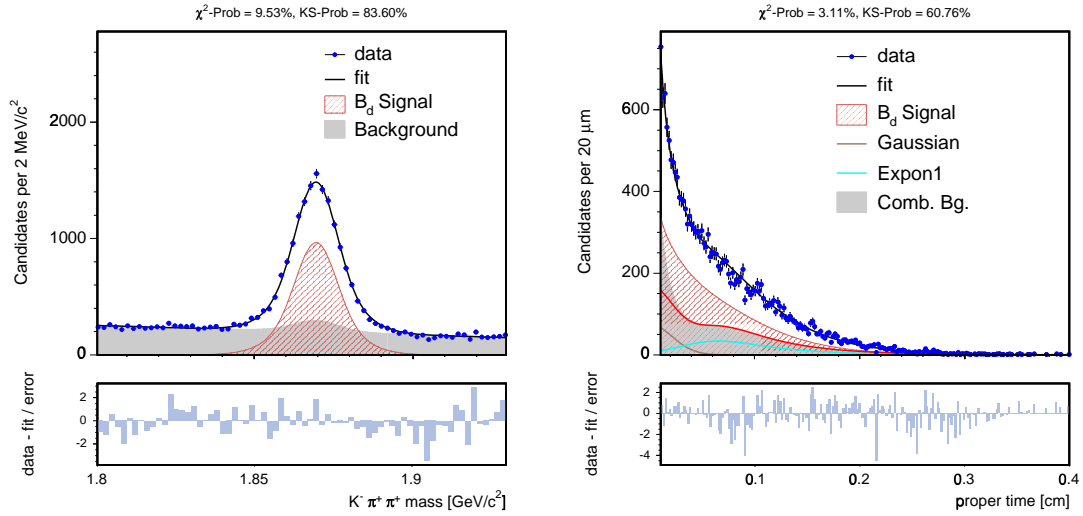 χ²-Prob = 9.53%, KS-Prob = 83.60%
Candidates per 2 MeV/c²
2000
1000
0
data
fit
B_d Signal
Background
data - fit / error
2
0
-2
1.8
1.85
1.9
K⁻ π⁺ π⁺ mass [GeV/c²]
χ²-Prob = 3.11%, KS-Prob = 60.76%
Candidates per 20 µm
600
400
200
0
data
fit
B_d Signal
Gaussian
Expon1
Comb. Bg.
data - fit / error
2
0
-2
-4
0.1
0.2
0.3
0.4
proper time [cm]